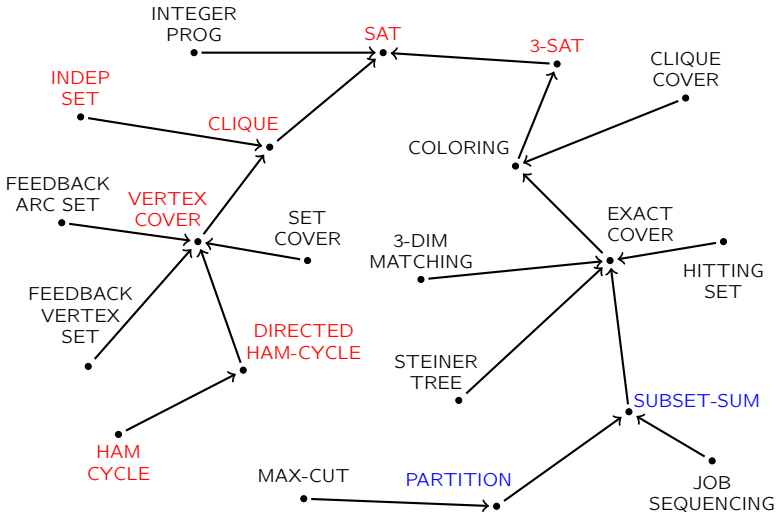 INTEGER
PROG
SAT
3-SAT
CLIQUE
COVER
INDEP
SET
CLIQUE
COLORING
FEEDBACK
ARC SET
VERTEX
COVER
SET
COVER
EXACT
COVER
3-DIM
MATCHING
HITTING
SET
FEEDBACK
VERTEX
SET
DIRECTED
HAM-CYCLE
STEINER
TREE
SUBSET-SUM
HAM
CYCLE
MAX-CUT
PARTITION
JOB
SEQUENCING